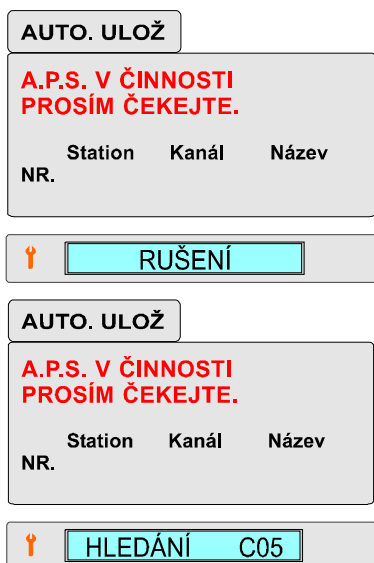 AUTO. ULOŽ
A.P.S. V ČINNOSTI
PROSÍM ČEKEJTE.
Station Kanál Název
NR.
RUŠENÍ
AUTO. ULOŽ
A.P.S. V ČINNOSTI
PROSÍM ČEKEJTE.
Station Kanál Název
NR.
HLEDÁNÍ C05